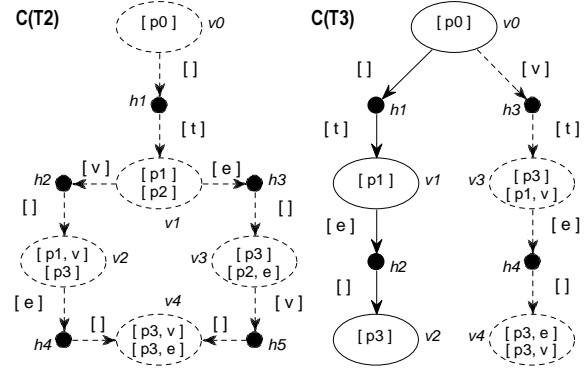 C(T2)
[ p0 ]
v0
[ ]
h1
[ t ]
h2
[ v ]
[ p1 ]
[ p2 ]
[ e ]
h3
v1
[ ]
[ ]
[ p1, v ]
[ p3 ]
v2
v3
[ p3 ]
[ p2, e ]
[ e ]
v4
[ v ]
[ ]
[ p3, v ]
[ p3, e ]
[ ]
h4
h5
C(T3)
[ p0 ]
v0
[ ]
[ v ]
h1
h3
[ t ]
[ t ]
[ p1 ]
v1
v3
[ p3 ]
[ p1, v ]
[ e ]
[ e ]
h2
h4
[ ]
[ ]
[ p3 ]
v2
v4
[ p3, e ]
[ p3, v ]